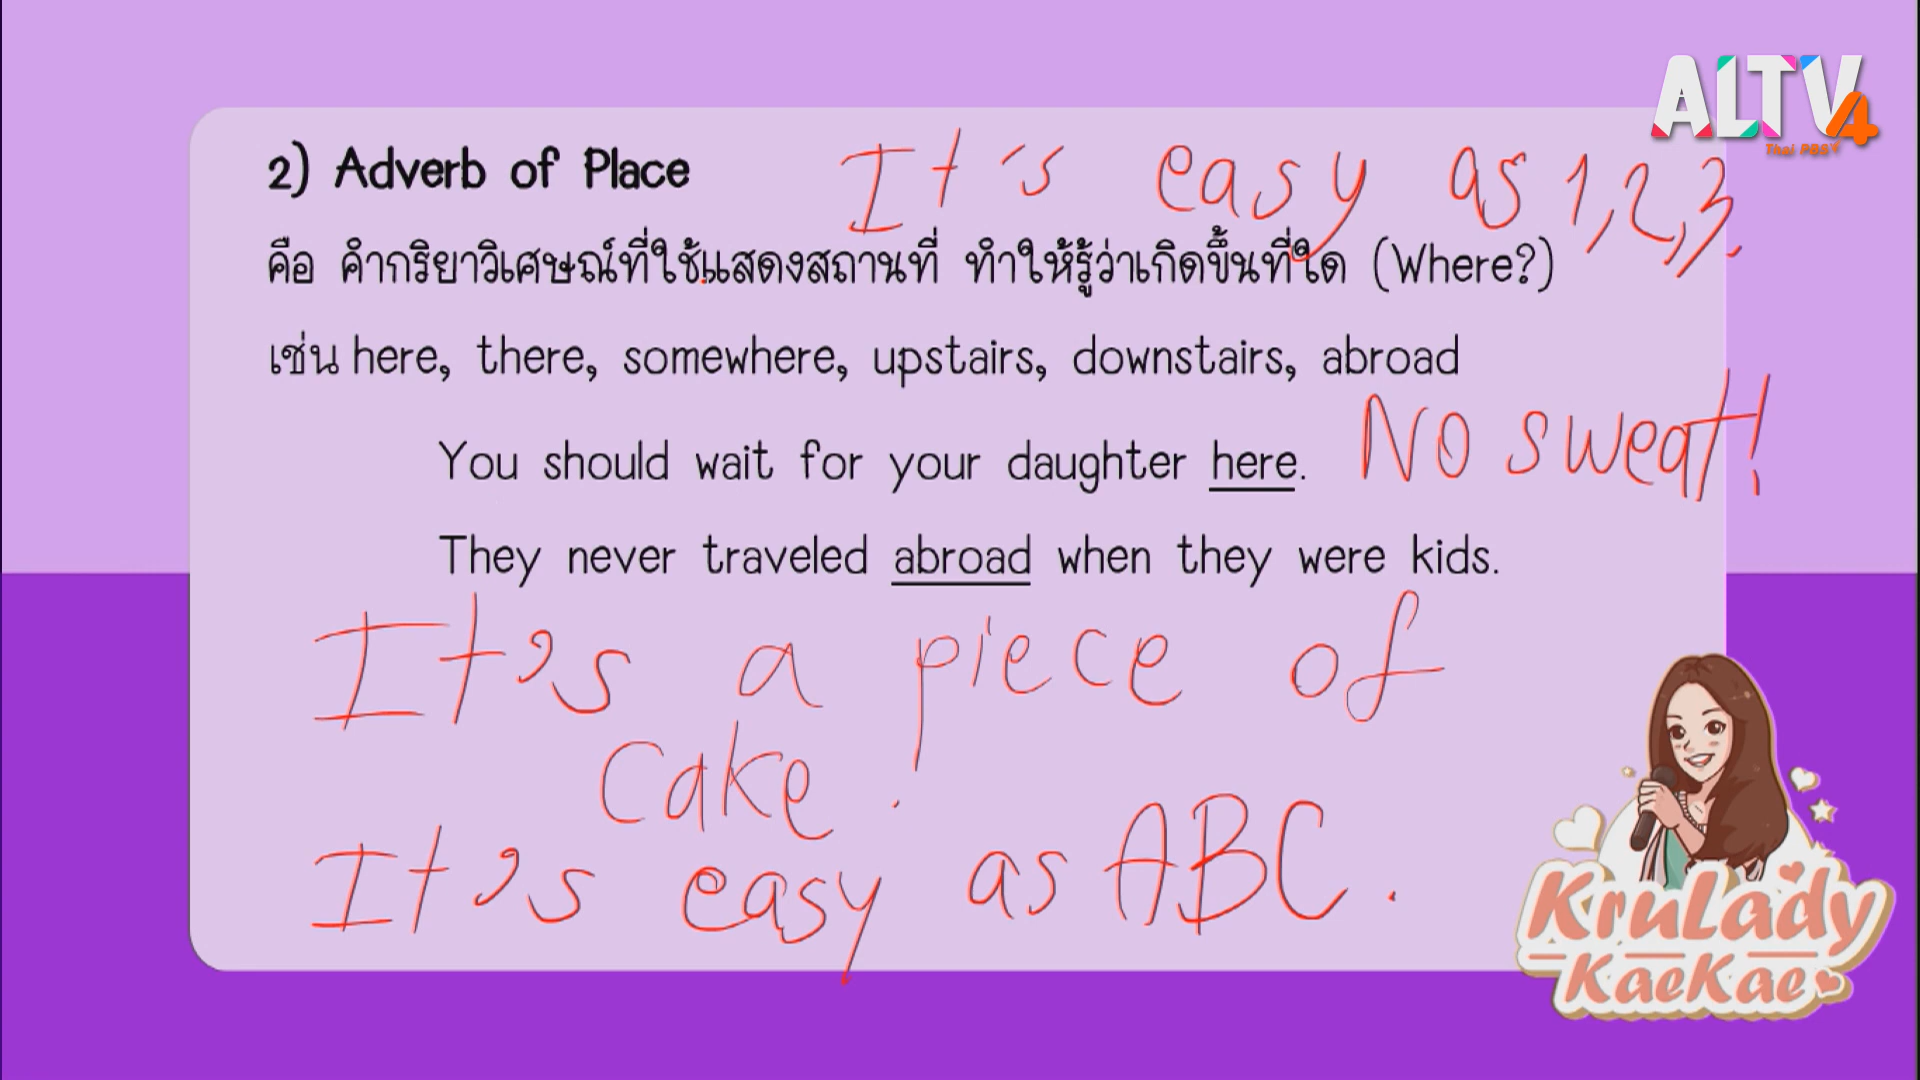 ALTV4
Thai PBS
2) Adverb of Place
It's easy as 1,2,3.
คือ คำกริยาวิเศษณ์ที่ใช้แสดงสถานที่ ทำให้รู้ว่าเกิดขึ้นที่ใด (Where?)
เช่น here, there, somewhere, upstairs, downstairs, abroad
You should wait for your daughter here.
No sweat!
They never traveled abroad when they were kids.
It's a piece of
cake.
It's easy as ABC.
KruLady
KaeKae